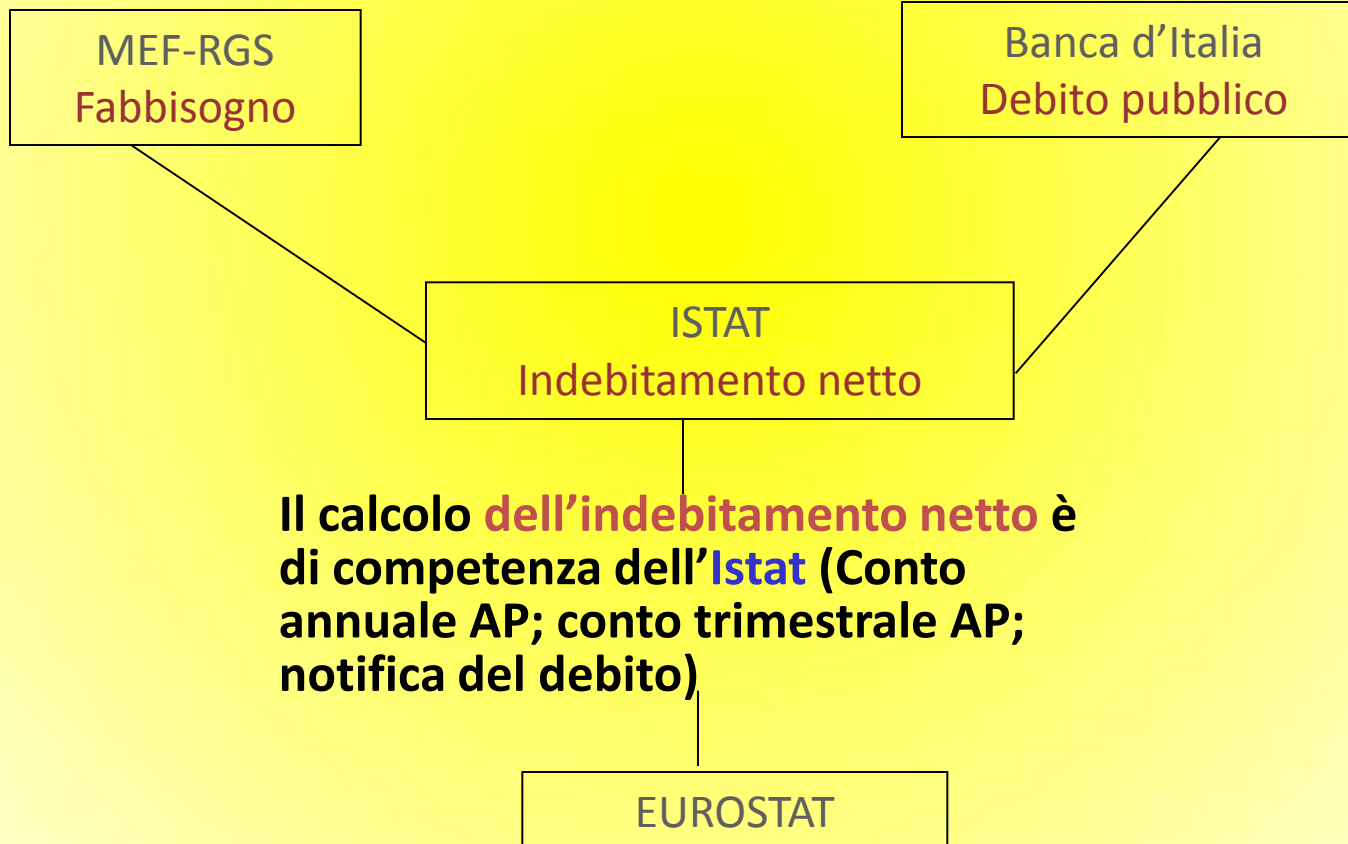 MEF-RGS
Fabbisogno
Banca d’Italia
Debito pubblico
ISTAT
Indebitamento netto
Il calcolo dell’indebitamento netto è
di competenza dell’Istat (Conto
annuale AP; conto trimestrale AP;
notifica del debito)
EUROSTAT